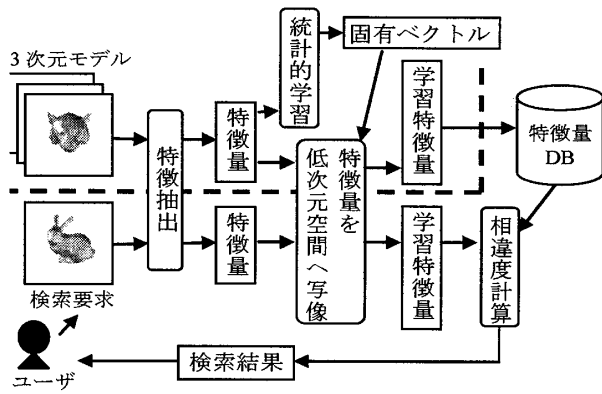 3次元モデル
特徴抽出
特徴量
統計的学習
固有ベクトル
特徴量を
低次元空間へ写像
学習特徴量
特徴量
DB
検索要求
特徴量
学習特徴量
相違度計算
検索結果
ユーザ